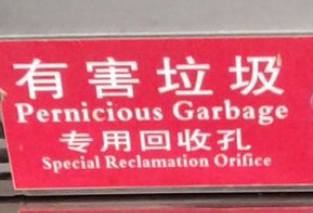 有害垃圾
Pernicious Garbage
专用回收孔
Special Reclamation Orifice